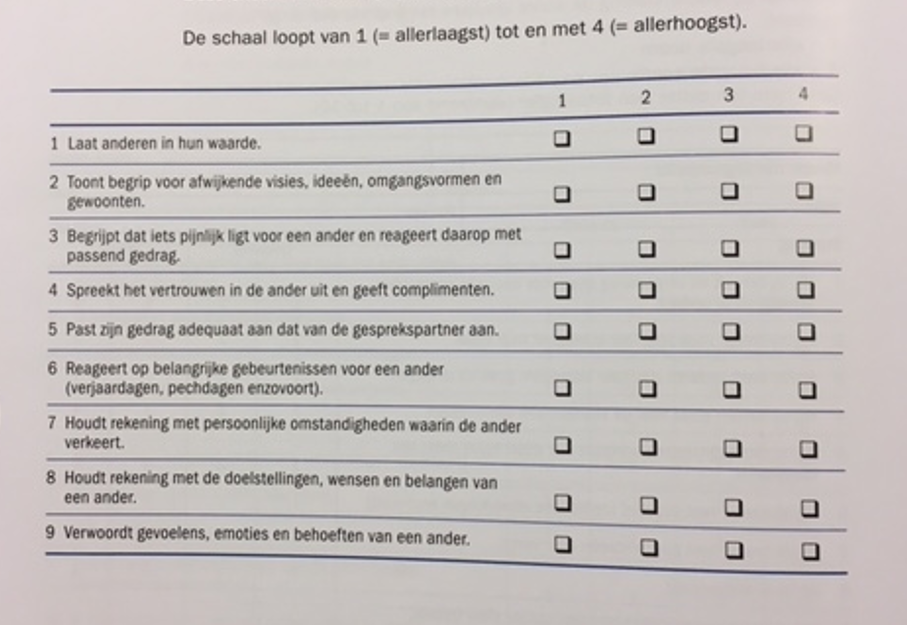 De schaal loopt van 1 (= allerlaagst) tot en met 4 (= allerhoogst).
1 2 3 4
1 Laat anderen in hun waarde.
2 Toont begrip voor afwijkende visies, ideeën, omgangsvormen en
gewoonten.
3 Begrijpt dat iets pijnlijk ligt voor een ander en reageert daarop met
passend gedrag.
4 Spreekt het vertrouwen in de ander uit en geeft complimenten.
5 Past zijn gedrag adequaat aan dat van de gesprekspartner aan.
6 Reageert op belangrijke gebeurtenissen voor een ander
(verjaardagen, pechdagen enzovoort).
7 Houdt rekening met persoonlijke omstandigheden waarin de ander
verkeert.
8 Houdt rekening met de doelstellingen, wensen en belangen van
een ander.
9 Verwoordt gevoelens, emoties en behoeften van een ander.